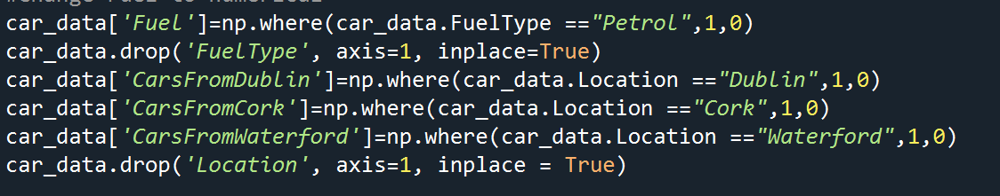 car_data['Fuel']=np.where(car_data.FuelType =="Petrol",1,0)
car_data.drop('FuelType', axis=1, inplace=True)
car_data['CarsFromDublin']=np.where(car_data.Location =="Dublin",1,0)
car_data['CarsFromCork']=np.where(car_data.Location =="Cork",1,0)
car_data['CarsFromWaterford']=np.where(car_data.Location =="Waterford",1,0)
car_data.drop('Location', axis=1, inplace = True)